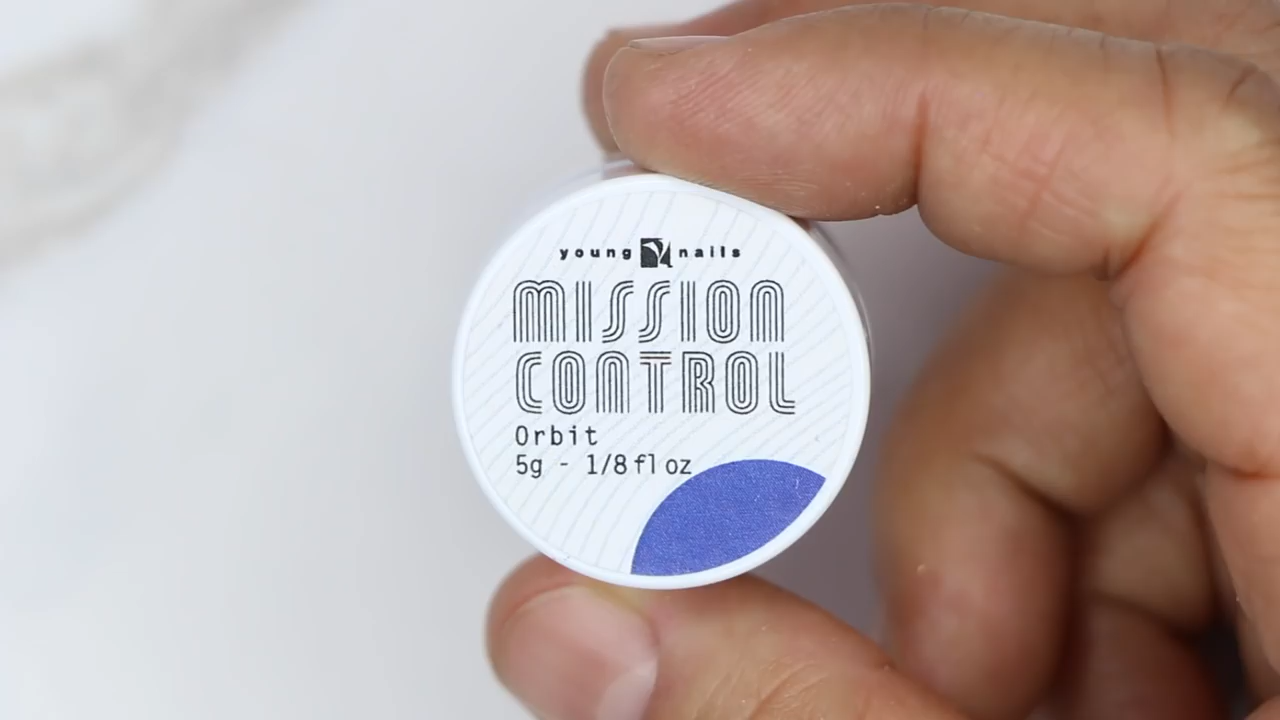 young nails
MISSION
CONTROL
Orbit
5g - 1/8 fl oz